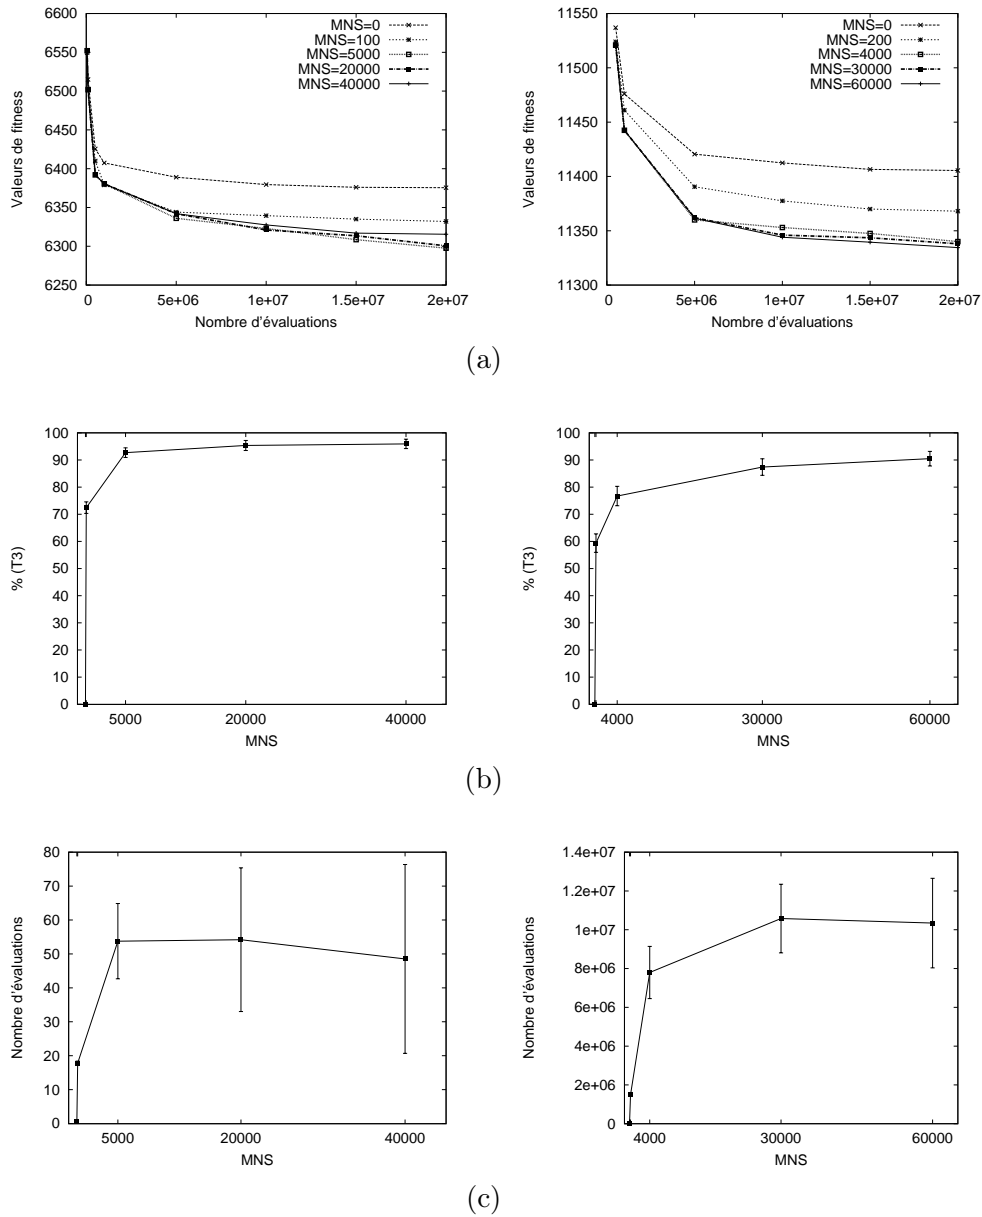 6600
6550
6500
6450
6400
6350
6300
6250
Valeurs de fitness
MNS=0
MNS=100
MNS=5000
MNS=20000
MNS=40000
0 5e+06 1e+07 1.5e+07 2e+07
Nombre d'évaluations
11550
11500
11450
11400
11350
11300
Valeurs de fitness
MNS=0
MNS=200
MNS=4000
MNS=30000
MNS=60000
0 5e+06 1e+07 1.5e+07 2e+07
Nombre d'évaluations
(a)
100
90
80
70
60
50
40
30
20
10
0
% (T3)
5000 20000 40000
MNS
100
90
80
70
60
50
40
30
20
10
0
% (T3)
4000 30000 60000
MNS
(b)
80
70
60
50
40
30
20
10
0
Nombre d'évaluations
5000 20000 40000
MNS
1.4e+07
1.2e+07
1e+07
8e+06
6e+06
4e+06
2e+06
0
Nombre d'évaluations
4000 30000 60000
MNS
(c)